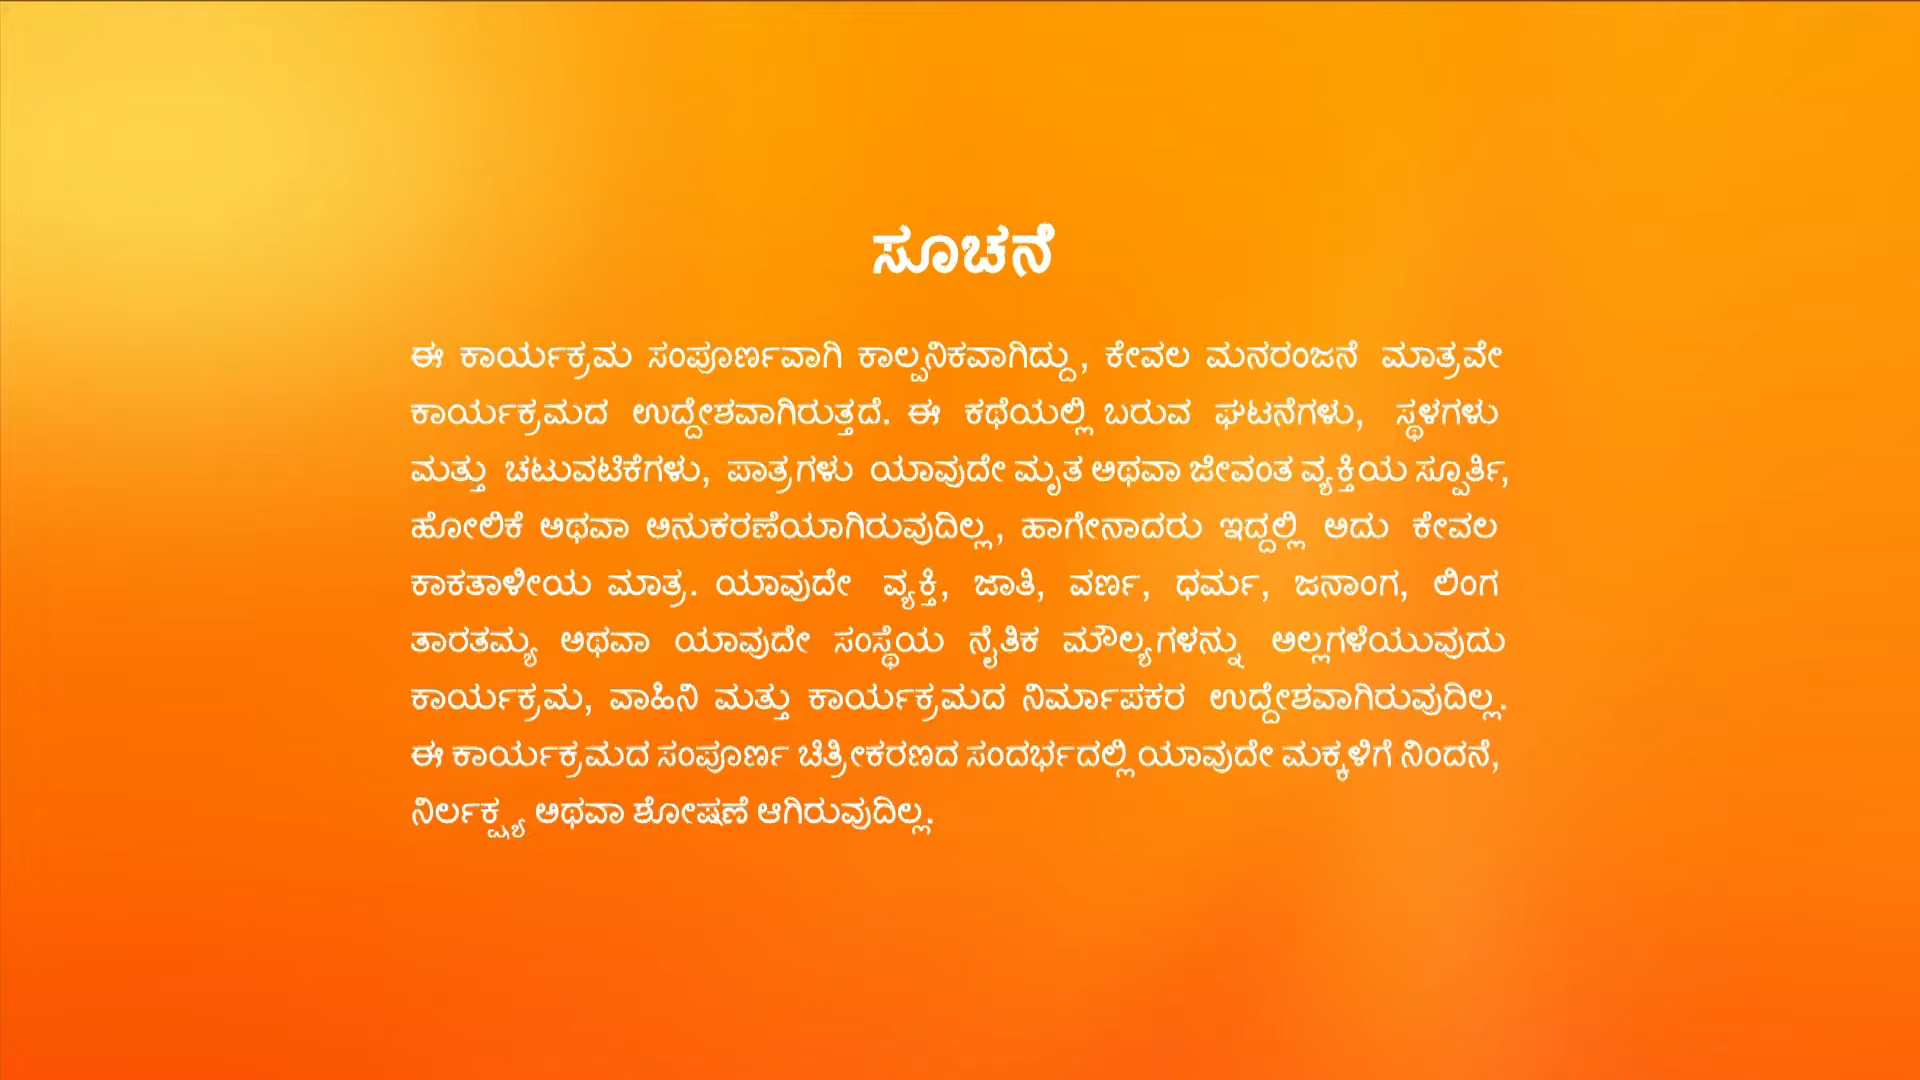 ಸೂಚನೆ
ಈ ಕಾರ್ಯಕ್ರಮ ಸಂಪೂರ್ಣವಾಗಿ ಕಾಲ್ಪನಿಕವಾಗಿದ್ದು, ಕೇವಲ ಮನರಂಜನೆ ಮಾತ್ರವೇ
ಕಾರ್ಯಕ್ರಮದ ಉದ್ದೇಶವಾಗಿರುತ್ತದೆ. ಈ ಕಥೆಯಲ್ಲಿ ಬರುವ ಘಟನೆಗಳು, ಸ್ಥಳಗಳು
ಮತ್ತು ಚಟುವಟಿಕೆಗಳು, ಪಾತ್ರಗಳು ಯಾವುದೇ ಮೃತ ಅಥವಾ ಜೀವಂತ ವ್ಯಕ್ತಿಯ ಸ್ಪೂರ್ತಿ,
ಹೋಲಿಕೆ ಅಥವಾ ಅನುಕರಣೆಯಾಗಿರುವುದಿಲ್ಲ, ಹಾಗೇನಾದರು ಇದ್ದಲ್ಲಿ ಅದು ಕೇವಲ
ಕಾಕತಾಳೀಯ ಮಾತ್ರ. ಯಾವುದೇ ವ್ಯಕ್ತಿ, ಜಾತಿ, ವರ್ಣ, ಧರ್ಮ, ಜನಾಂಗ, ಲಿಂಗ
ತಾರತಮ್ಯ ಅಥವಾ ಯಾವುದೇ ಸಂಸ್ಥೆಯ ನೈತಿಕ ಮೌಲ್ಯಗಳನ್ನು ಅಲ್ಲಗಳೆಯುವುದು
ಕಾರ್ಯಕ್ರಮ, ವಾಹಿನಿ ಮತ್ತು ಕಾರ್ಯಕ್ರಮದ ನಿರ್ಮಾಪಕರ ಉದ್ದೇಶವಾಗಿರುವುದಿಲ್ಲ.
ಈ ಕಾರ್ಯಕ್ರಮದ ಸಂಪೂರ್ಣ ಚಿತ್ರೀಕರಣದ ಸಂದರ್ಭದಲ್ಲಿ ಯಾವುದೇ ಮಕ್ಕಳಿಗೆ ನಿಂದನೆ,
ನಿರ್ಲಕ್ಷ್ಯ ಅಥವಾ ಶೋಷಣೆ ಆಗಿರುವುದಿಲ್ಲ.